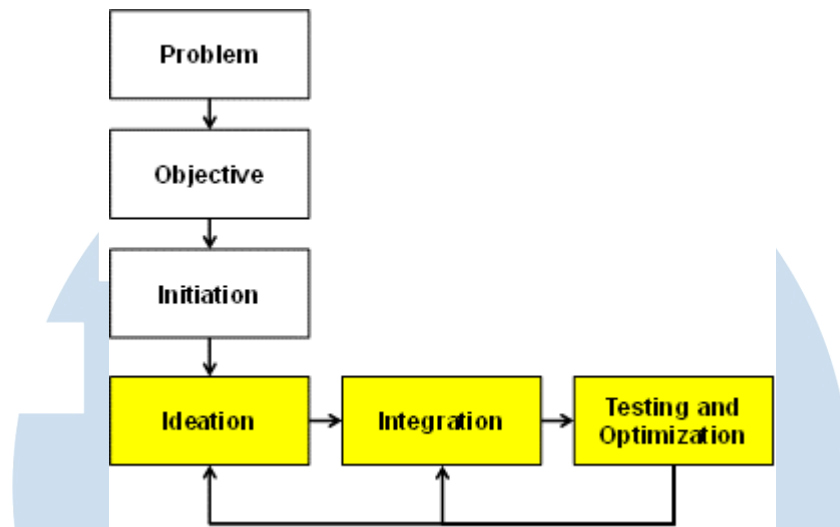 Problem
Objective
Initiation
Ideation
Integration
Testing and
Optimization